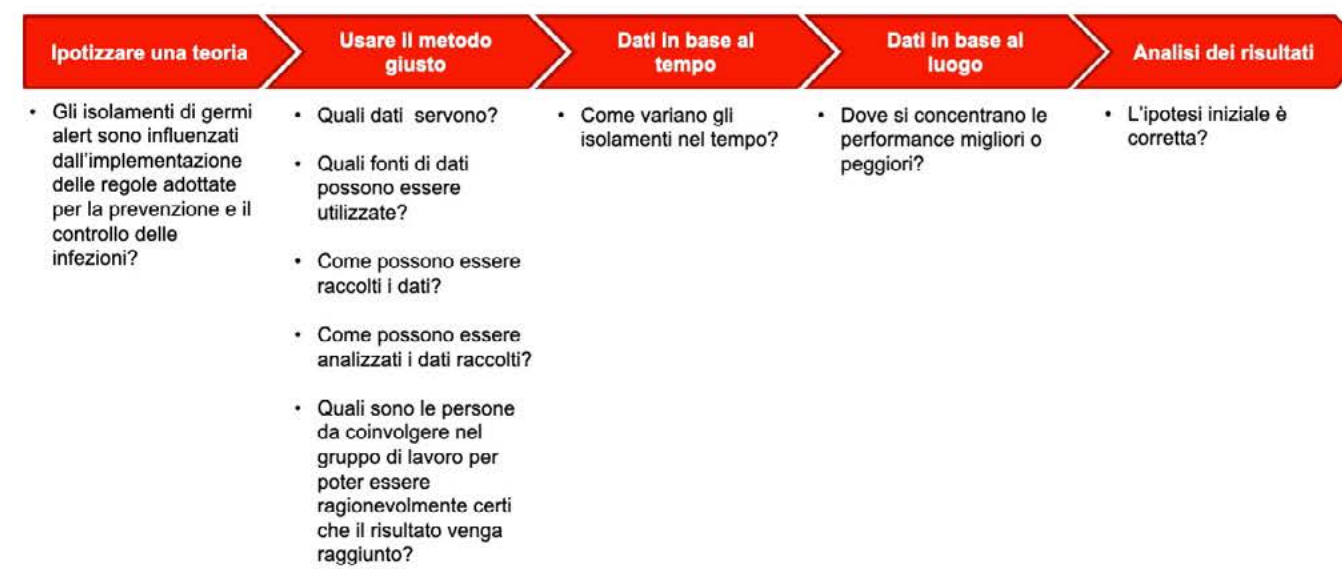 Ipotizzare una teoria
Usare il metodo
giusto
Dati in base al
tempo
Dati in base al
luogo
Analisi dei risultati
• Gli isolamenti di germi
alert sono influenzati
dall'implementazione
delle regole adottate
per la prevenzione e il
controllo delle
infezioni?
• Quali dati servono?
• Quali fonti di dati
possono essere
utilizzate?
• Come possono essere
raccolti i dati?
• Come possono essere
analizzati i dati raccolti?
• Quali sono le persone
da coinvolgere nel
gruppo di lavoro per
poter essere
ragionevolmente certi
che il risultato venga
raggiunto?
• Come variano gli
isolamenti nel tempo?
• Dove si concentrano le
performance migliori o
peggiori?
• L'ipotesi iniziale è
corretta?